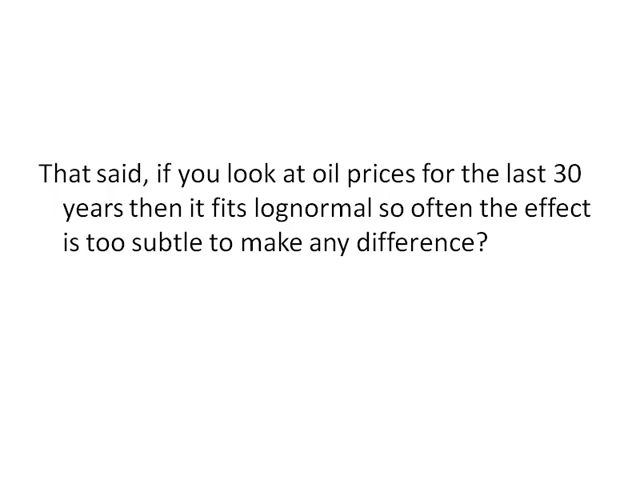 That said, if you look at oil prices for the last 30
years then it fits lognormal so often the effect
is too subtle to make any difference?